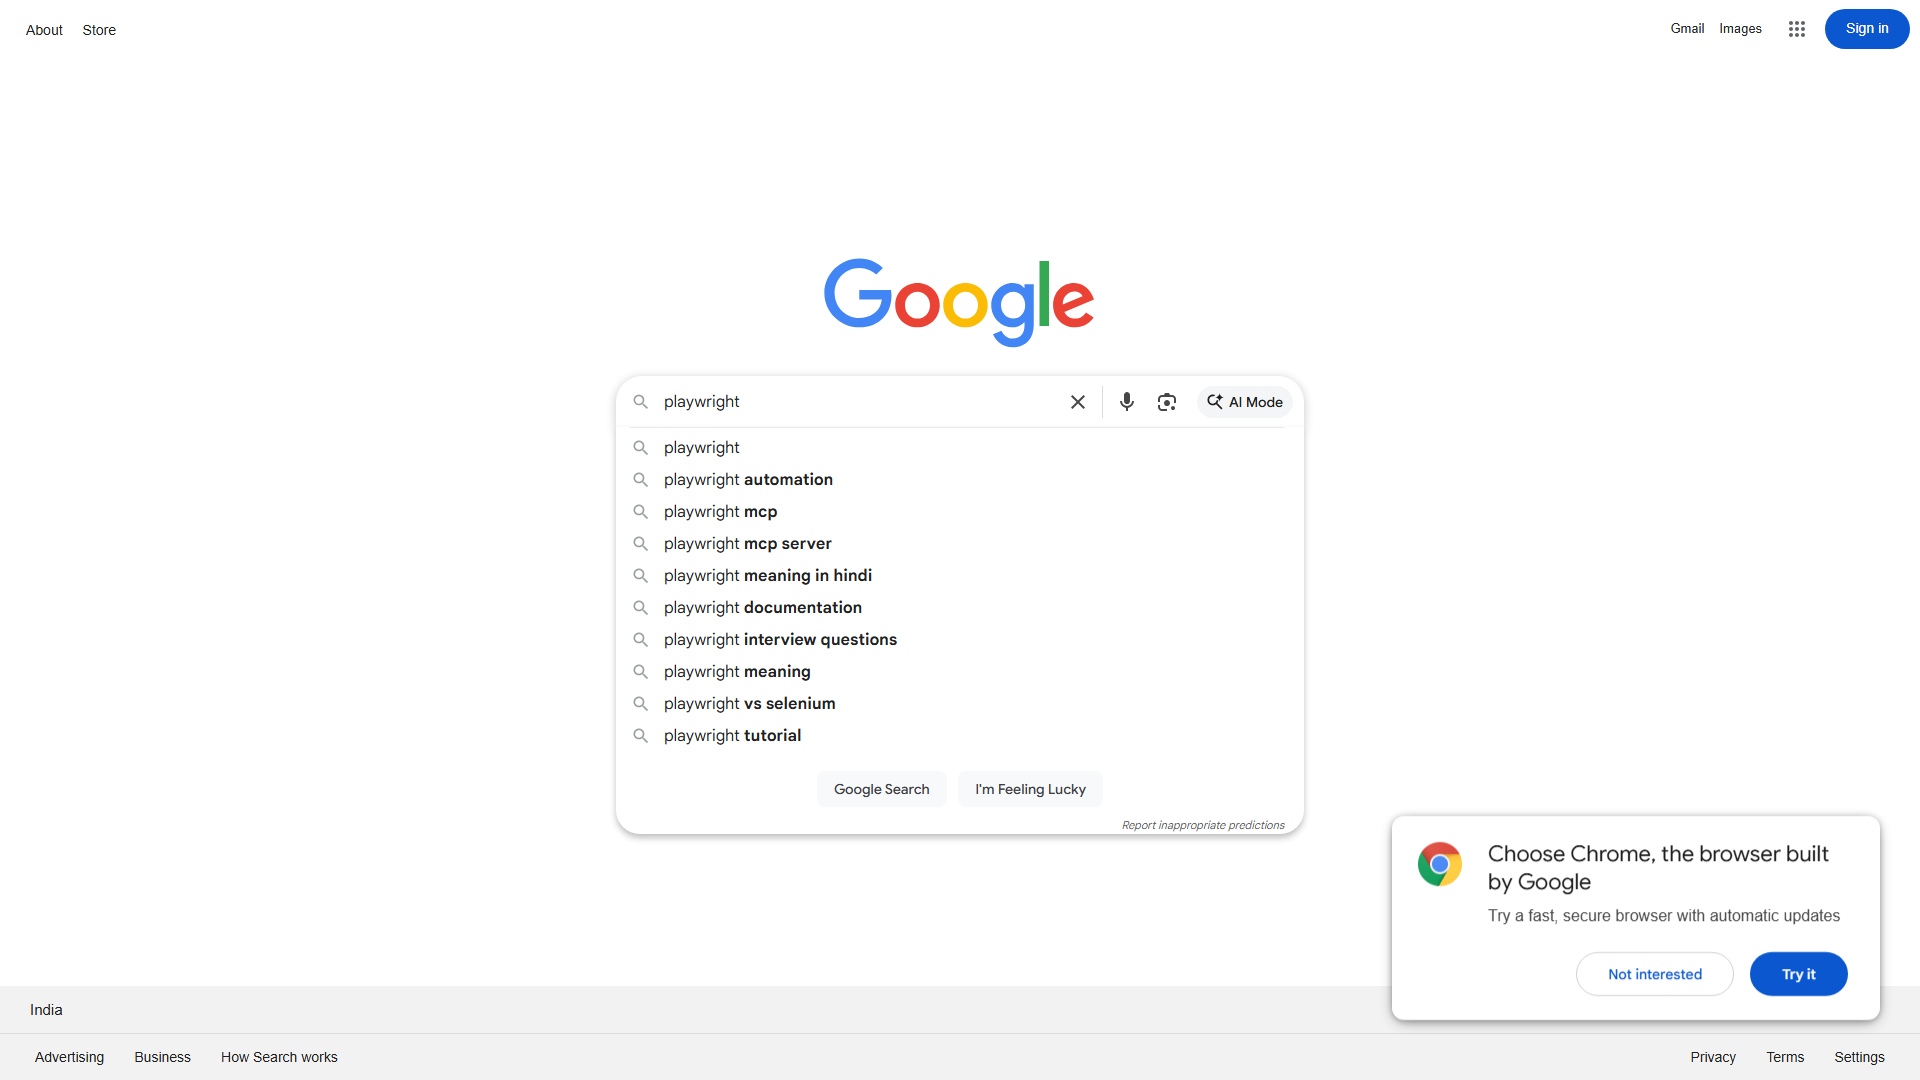 About Store
Gmail Images Sign in
Google
playwright
AI Mode
playwright
playwright automation
playwright mcp
playwright mcp server
playwright meaning in hindi
playwright documentation
playwright interview questions
playwright meaning
playwright vs selenium
playwright tutorial
Google Search I'm Feeling Lucky
Report inappropriate predictions
Choose Chrome, the browser built
by Google
Try a fast, secure browser with automatic updates
Not interested Try it
India
Advertising Business How Search works
Privacy Terms Settings